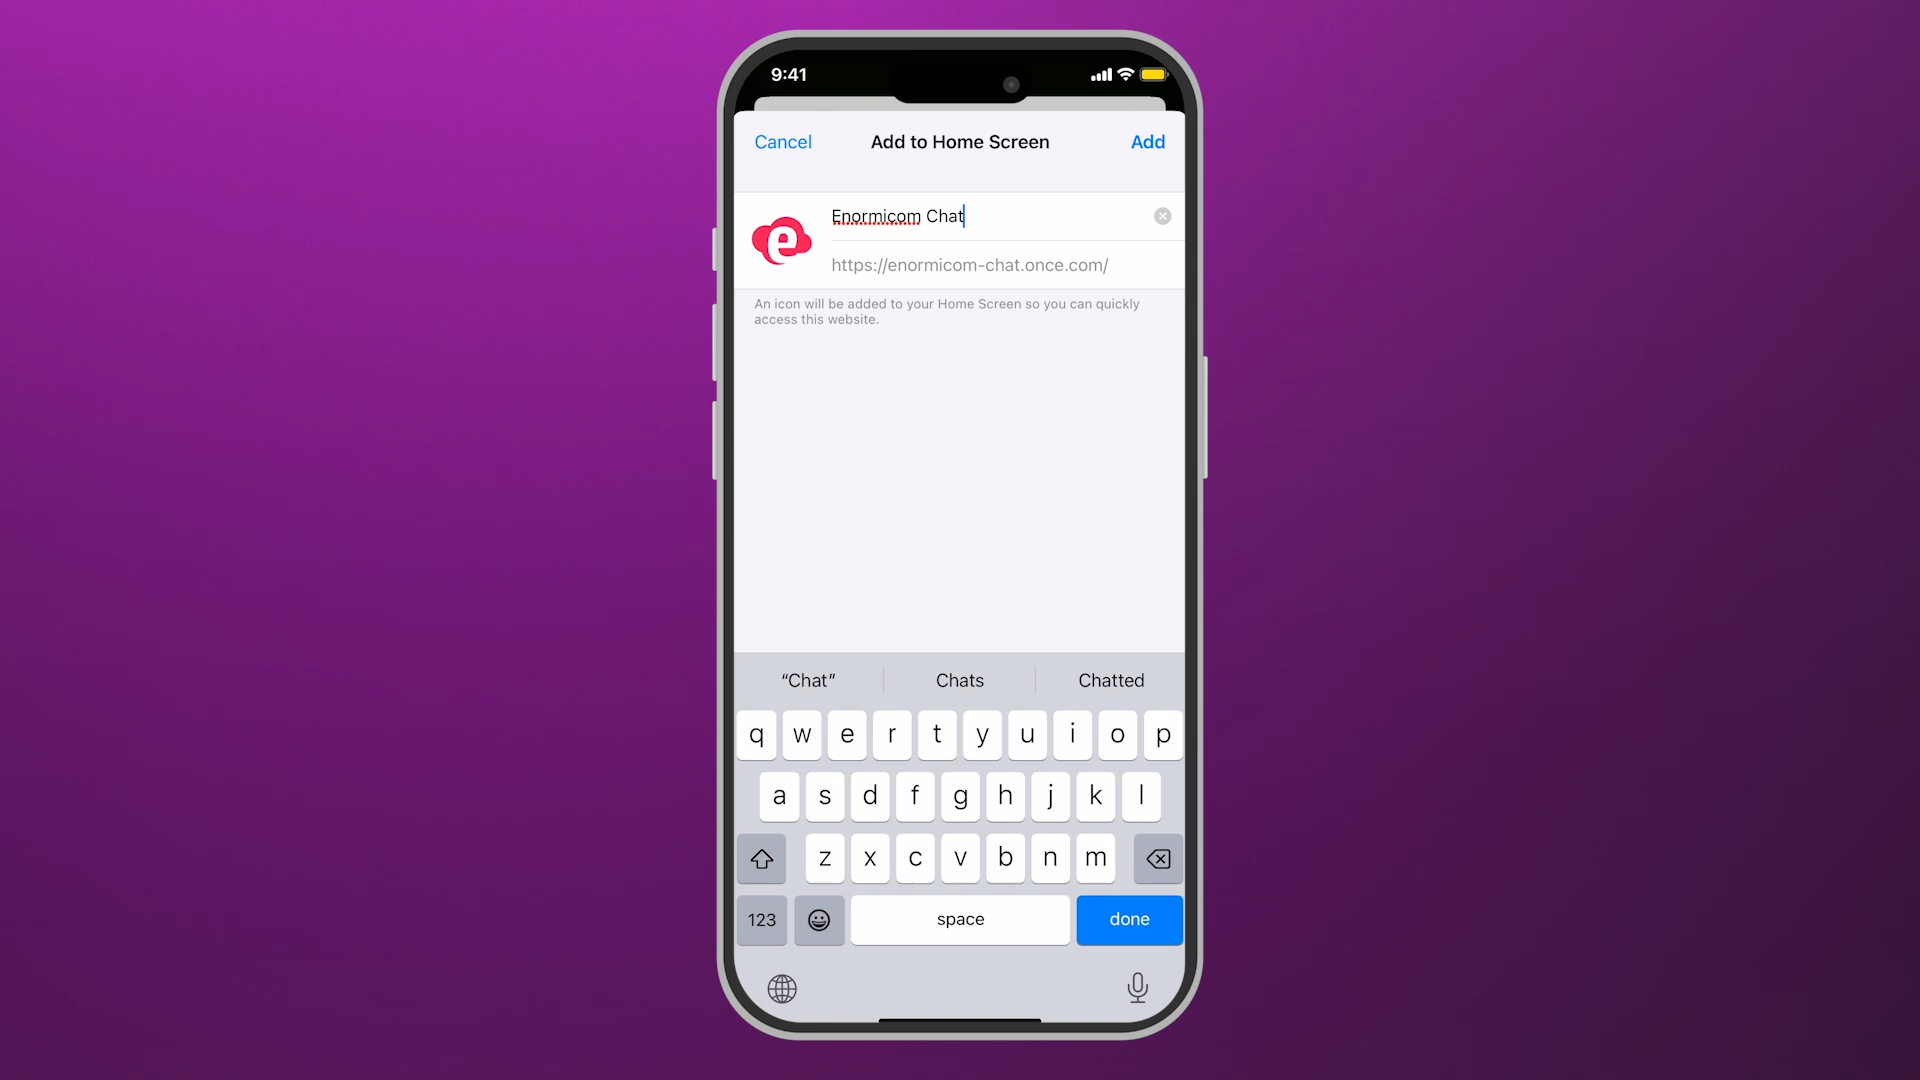 9:41
Cancel Add to Home Screen Add
e
Enormicom Chat
https://enormicom-chat.once.com/
An icon will be added to your Home Screen so you can quickly
access this website.
“Chat” Chats Chatted
q w e r t y u i o p
a s d f g h j k l
z x c v b n m
123 space done